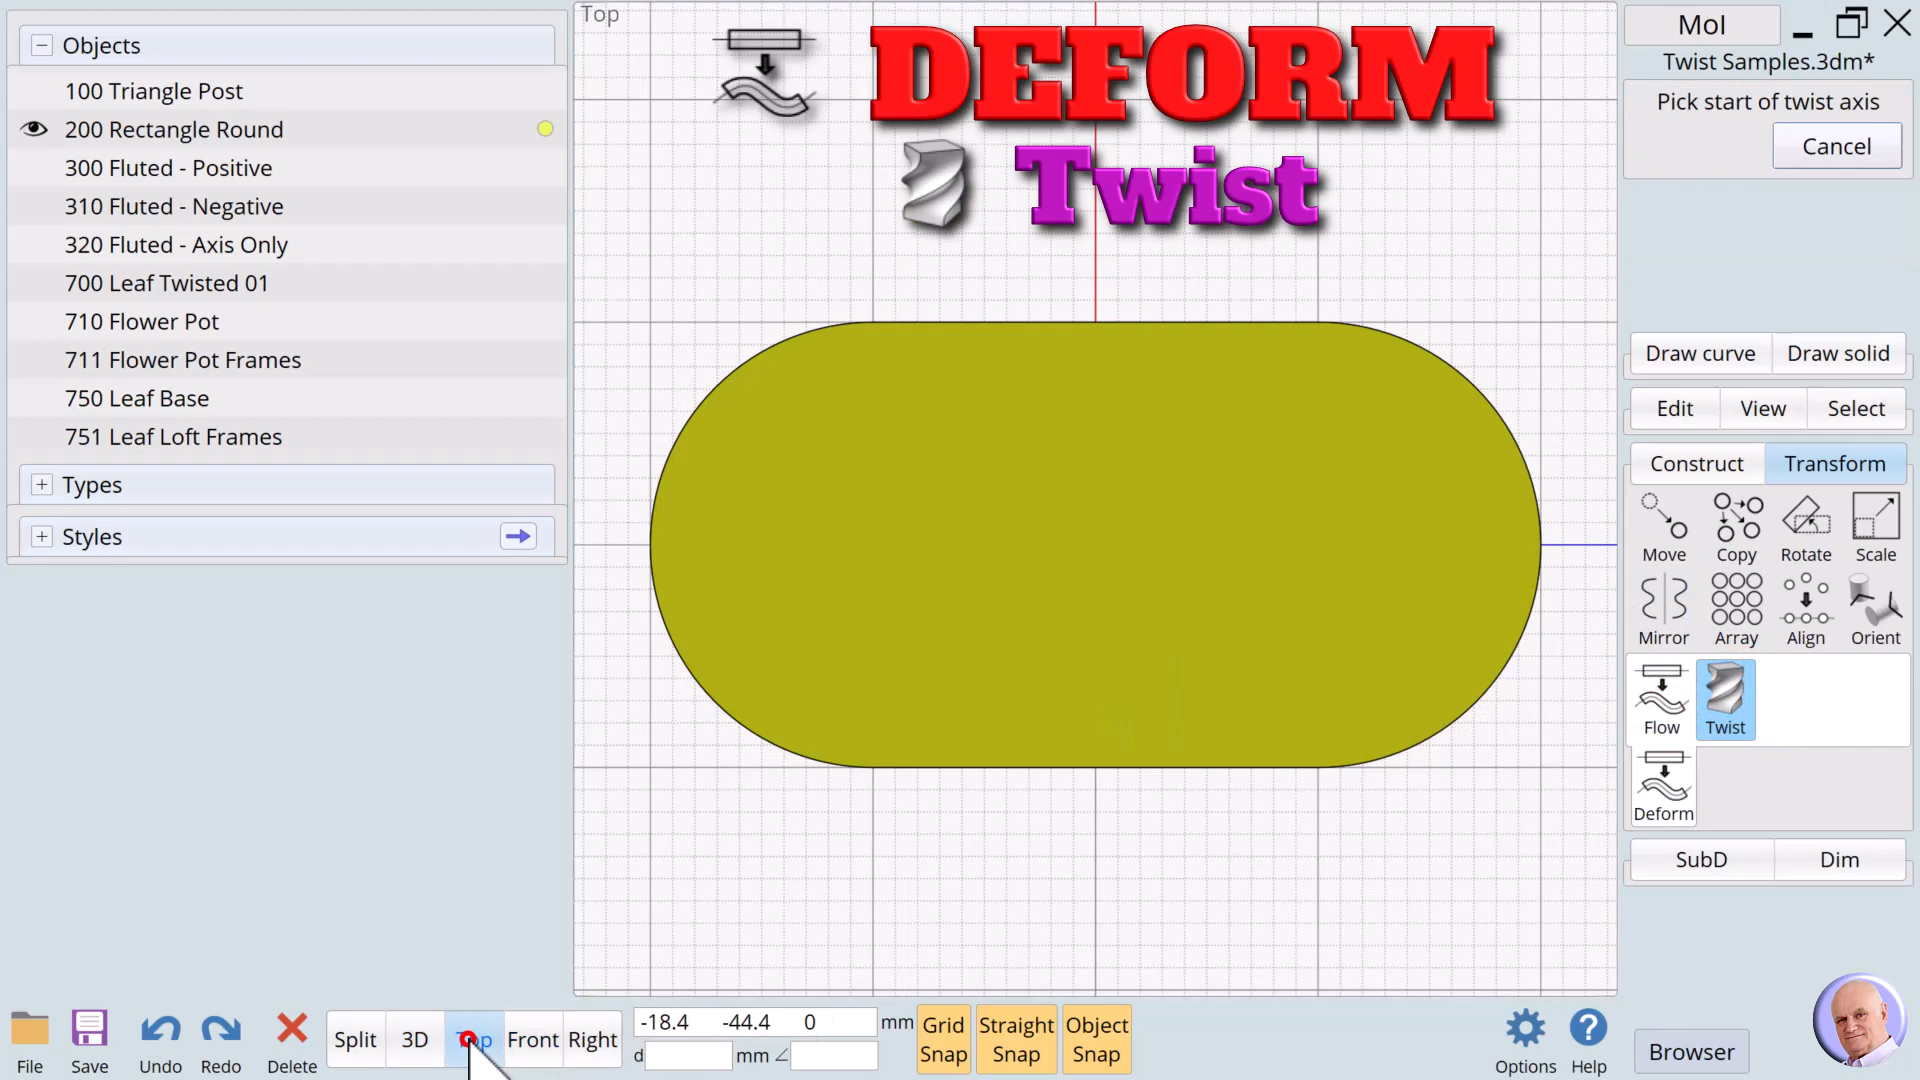 Objects
100 Triangle Post
200 Rectangle Round
300 Fluted - Positive
310 Fluted - Negative
320 Fluted - Axis Only
700 Leaf Twisted 01
710 Flower Pot
711 Flower Pot Frames
750 Leaf Base
751 Leaf Loft Frames
Types
Styles
Top
DEFORM
Twist
MoI
Twist Samples.3dm*
Pick start of twist axis
Cancel
Draw curve Draw solid
Edit View Select
Construct Transform
Move Copy Rotate Scale
Mirror Array Align Orient
Flow Twist
Deform
SubD Dim
File Save Undo Redo Delete
Split 3D Top Front Right
-18.4 -44.4 0 mm
d mm ∠
Grid Snap
Straight Snap
Object Snap
Options Help
Browser